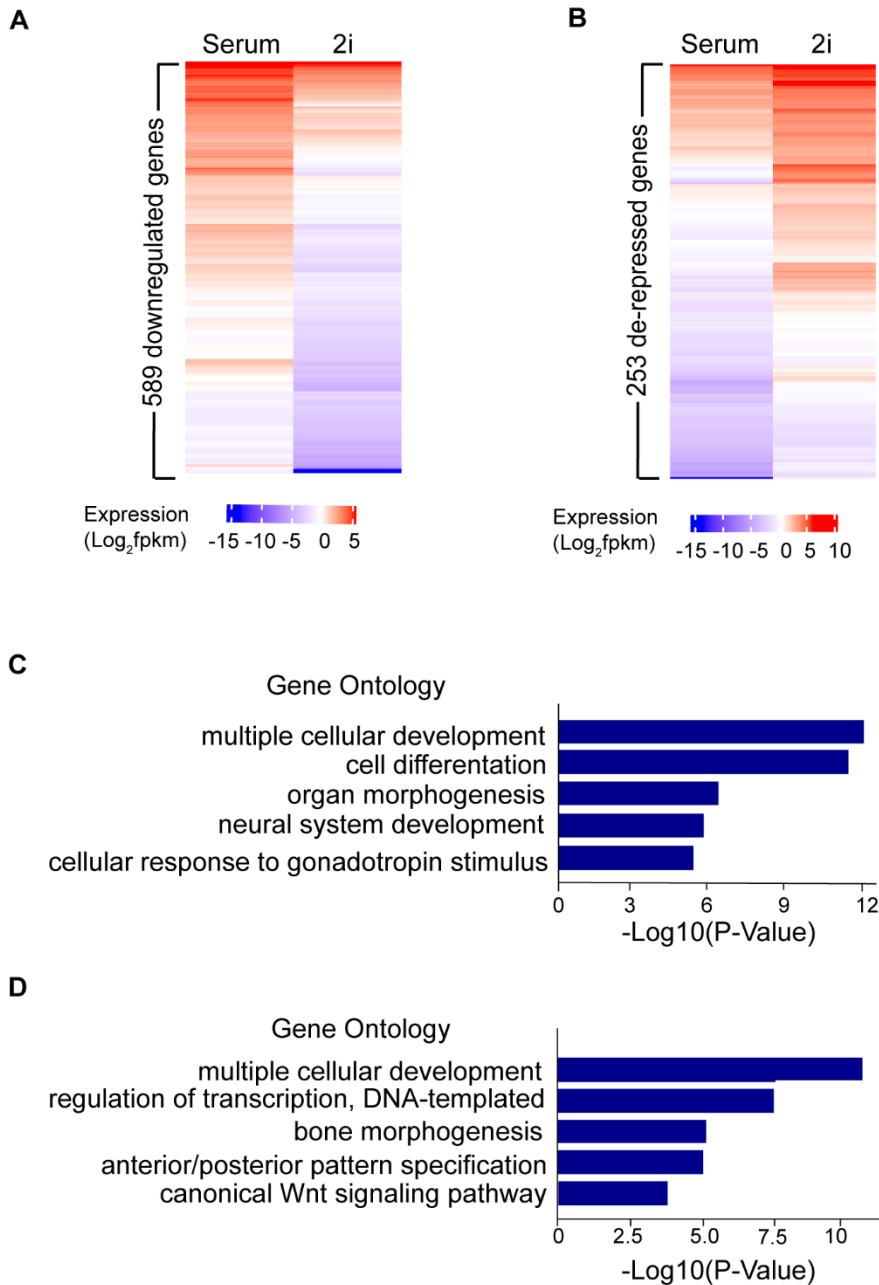 A
Serum 2i
589 downregulated genes
Expression
(Log2fpkm)
-15 -10 -5 0 5
B
Serum 2i
253 de-repressed genes
Expression
(Log2fpkm)
-15 -10 -5 0 5 10
C
Gene Ontology
multiple cellular development
cell differentation
organ morphogenesis
neural system development
cellular response to gonadotropin stimulus
0 3 6 9 12
-Log10(P-Value)
D
Gene Ontology
multiple cellular development
regulation of transcription, DNA-templated
bone morphogenesis
anterior/posterior pattern specification
canonical Wnt signaling pathway
0 2.5 5.0 7.5 10
-Log10(P-Value)